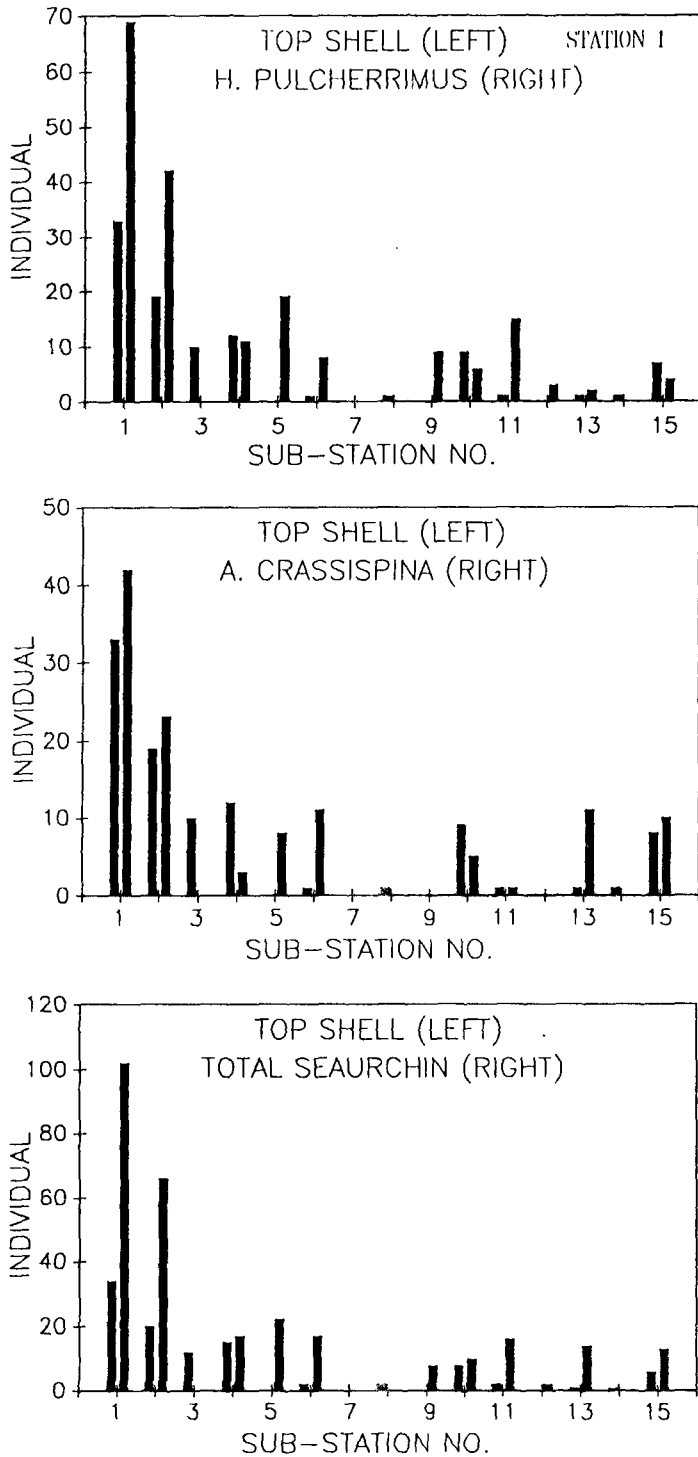 TOP SHELL (LEFT) STATION 1
H. PULCHERRIMUS (RIGHT)
INDIVIDUAL
70
60
50
40
30
20
10
0
1 3 5 7 9 11 13 15
SUB-STATION NO.
TOP SHELL (LEFT)
A. CRASSISPINA (RIGHT)
INDIVIDUAL
50
40
30
20
10
0
1 3 5 7 9 11 13 15
SUB-STATION NO.
TOP SHELL (LEFT)
TOTAL SEAURCHIN (RIGHT)
INDIVIDUAL
120
100
80
60
40
20
0
1 3 5 7 9 11 13 15
SUB-STATION NO.